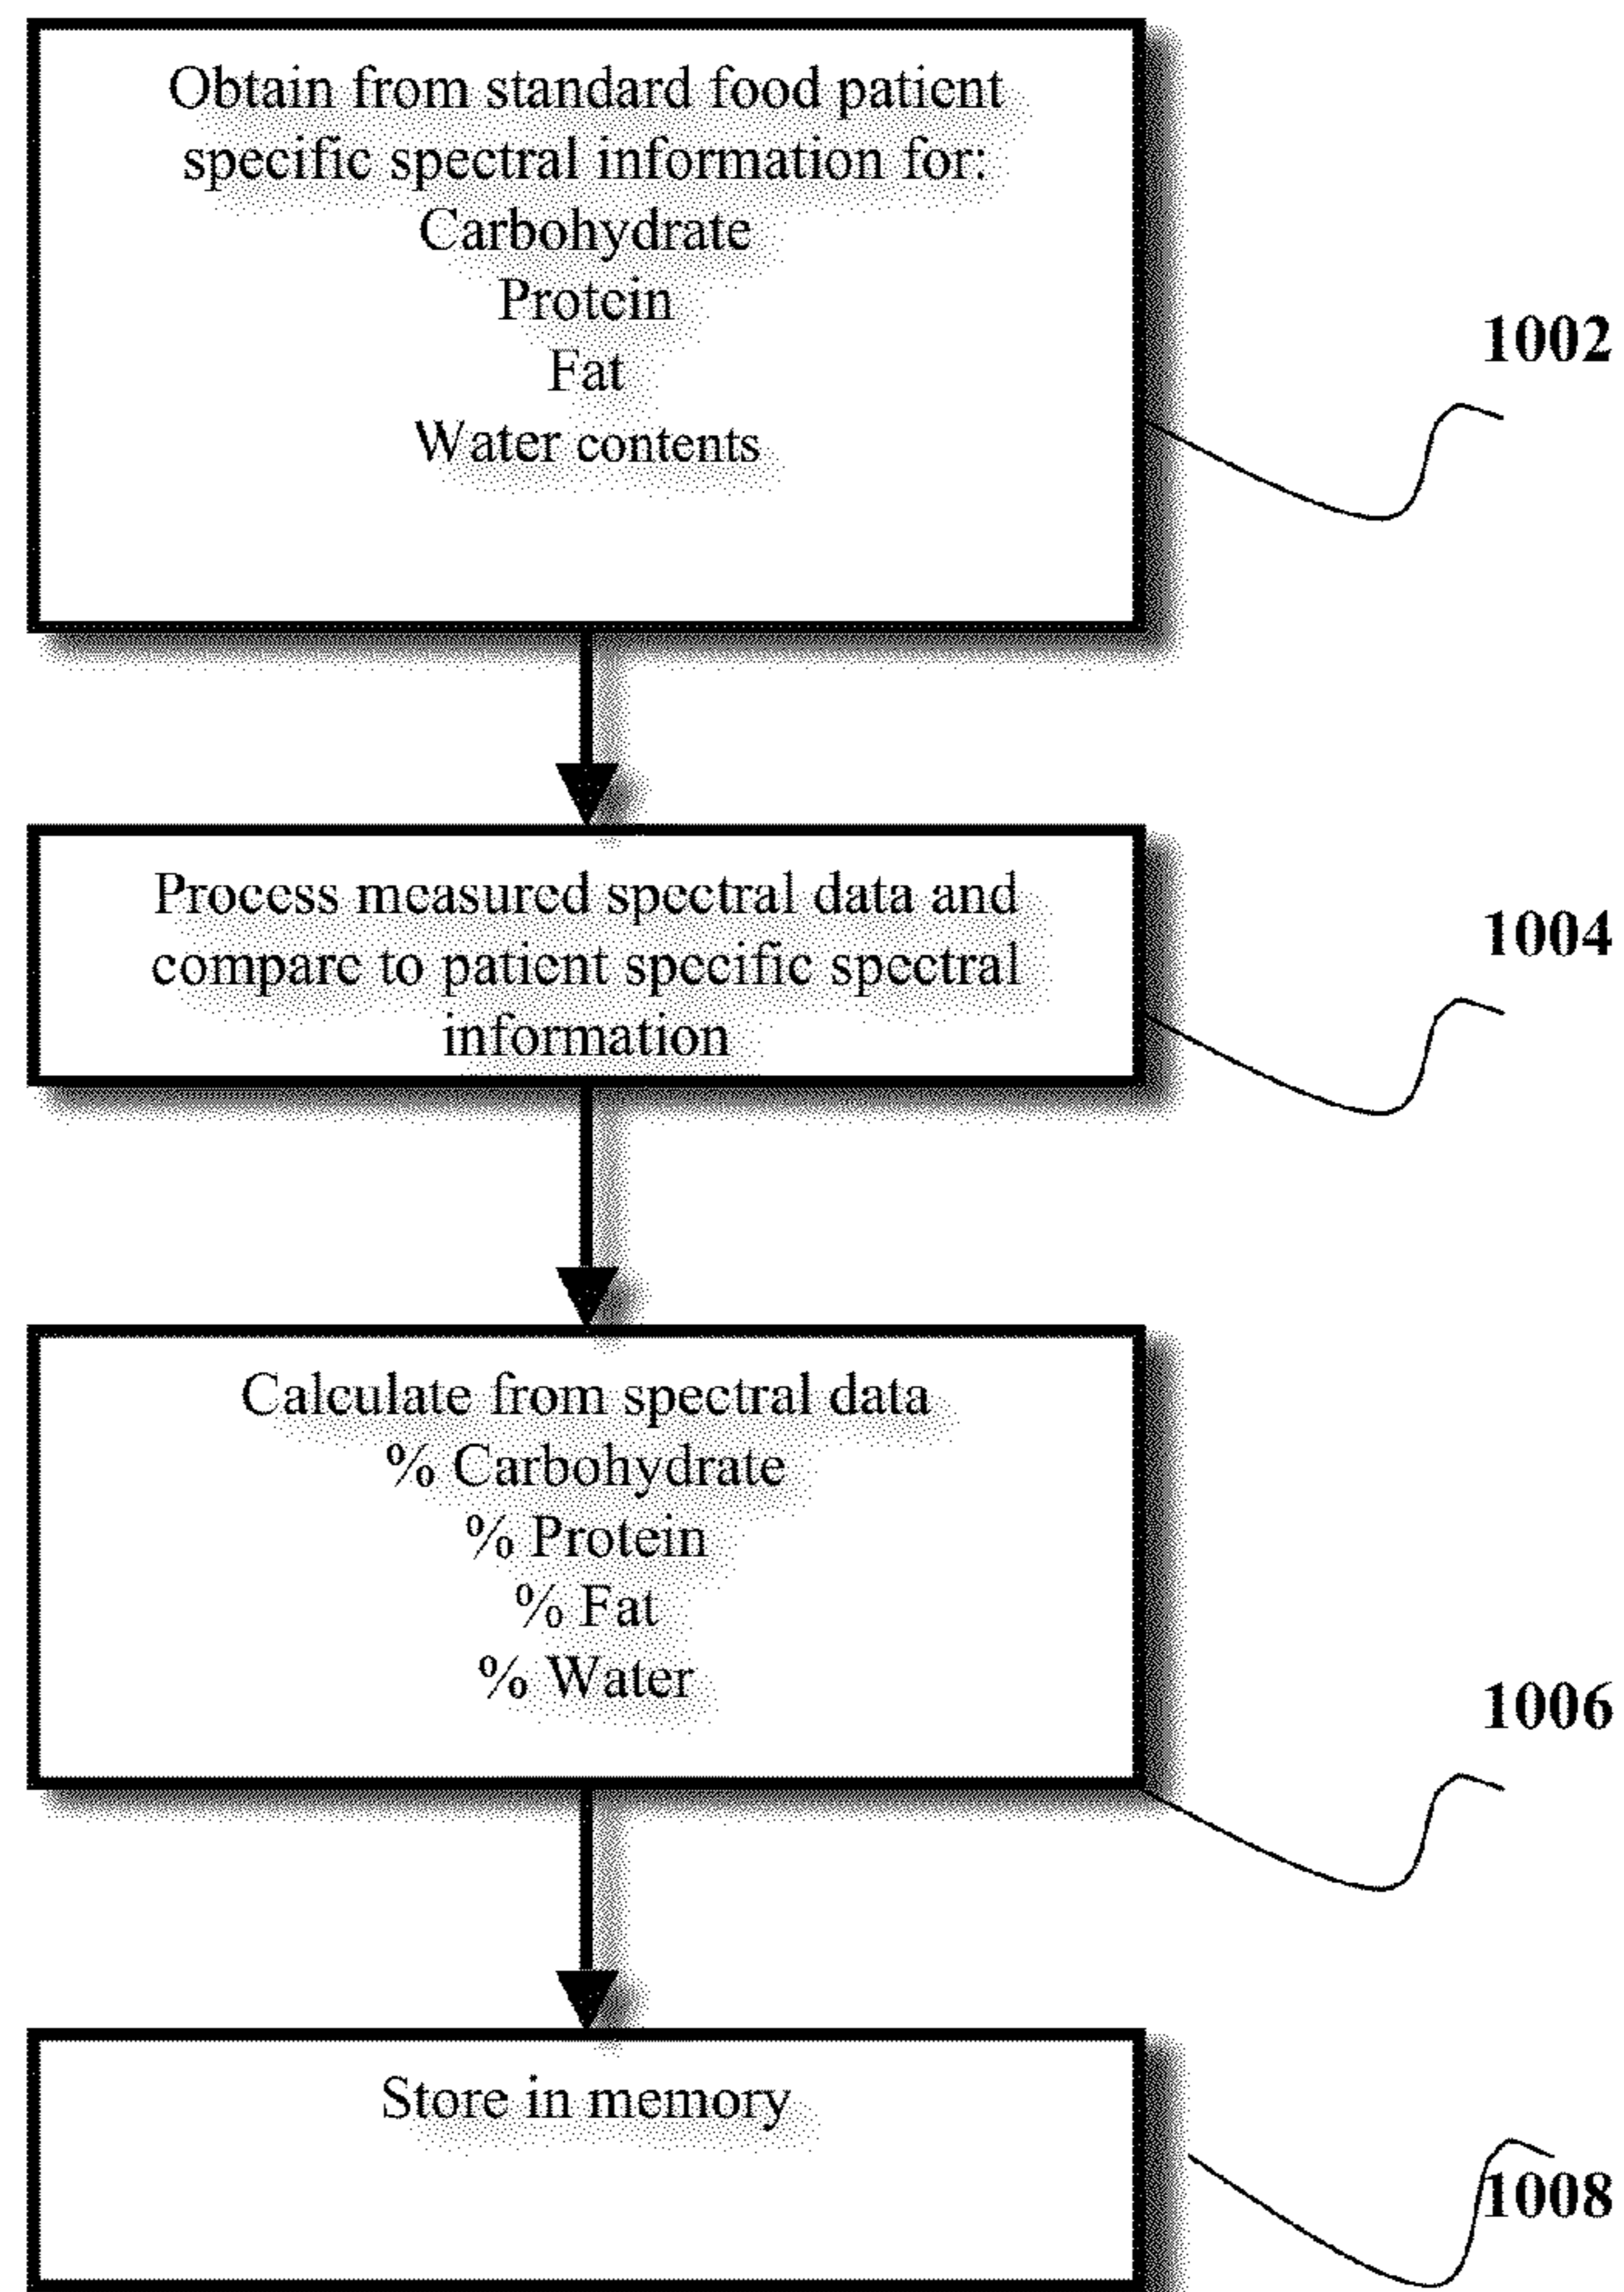 Obtain from standard food patient
specific spectral information for:
Carbohydrate
Protein
Fat
Water contents
1002
Process measured spectral data and
compare to patient specific spectral
information
1004
Calculate from spectral data
% Carbohydrate
% Protein
% Fat
% Water
1006
Store in memory
1008